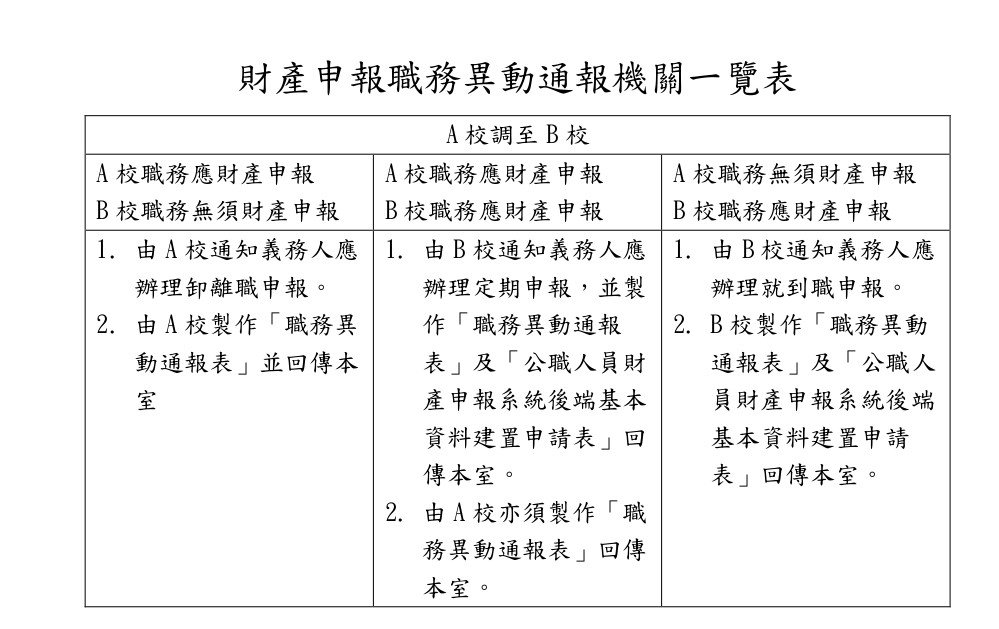 財產申報職務異動通報機關一覽表
A校調至B校
A校職務應財產申報
B校職務無須財產申報
A校職務應財產申報
B校職務應財產申報
A校職務無須財產申報
B校職務應財產申報
1. 由A校通知義務人應
辦理卸離職申報。
2. 由A校製作「職務異
動通報表」並回傳本
室
1. 由B校通知義務人應
辦理定期申報，並製
作「職務異動通報
表」及「公職人員財
產申報系統後端基本
資料建置申請表」回
傳本室。
2. 由A校亦須製作「職
務異動通報表」回傳
本室。
1. 由B校通知義務人應
辦理就到職申報。
2. B校製作「職務異動
通報表」及「公職人
員財產申報系統後端
基本資料建置申請
表」回傳本室。